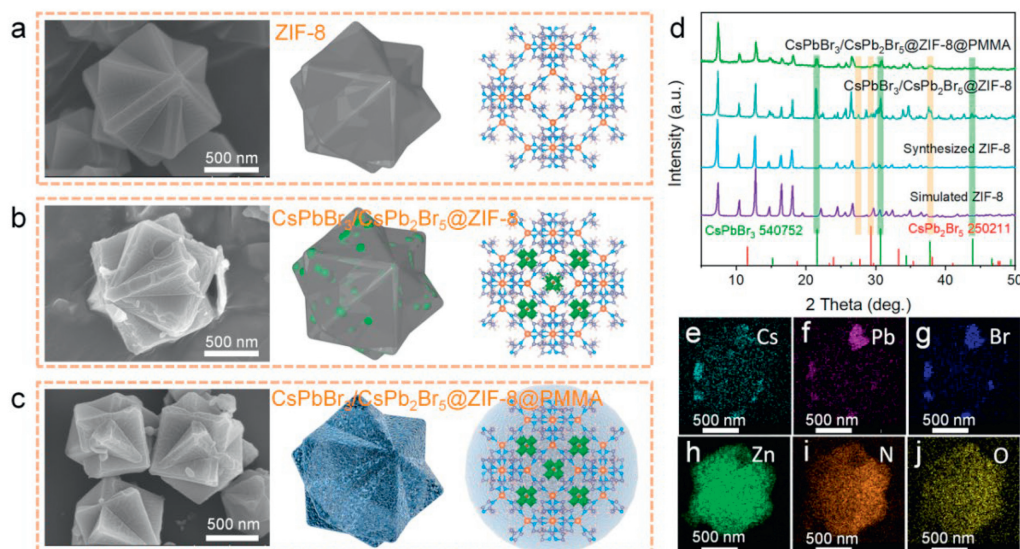 a
ZIF-8
500 nm
b
CsPbBr₃/CsPb₂Br₅@ZIF-8
500 nm
c
CsPbBr₃/CsPb₂Br₅@ZIF-8@PMMA
500 nm
d
Intensity (a.u.)
CsPbBr₃/CsPb₂Br₅@ZIF-8@PMMA
CsPbBr₃/CsPb₂Br₅@ZIF-8
Synthesized ZIF-8
Simulated ZIF-8
CsPbBr₃ 540752
CsPb₂Br₅ 250211
10 20 30 40 50
2 Theta (deg.)
e Cs
500 nm
f Pb
500 nm
g Br
500 nm
h Zn
500 nm
i N
500 nm
j O
500 nm